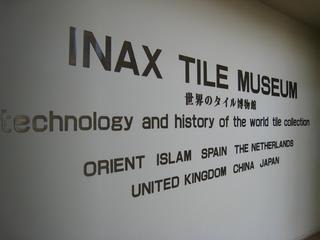 INAX TILE MUSEUM
世界のタイル博物館
technology and history of the world tile collection
ORIENT ISLAM SPAIN THE NETHERLANDS
UNITED KINGDOM CHINA JAPAN